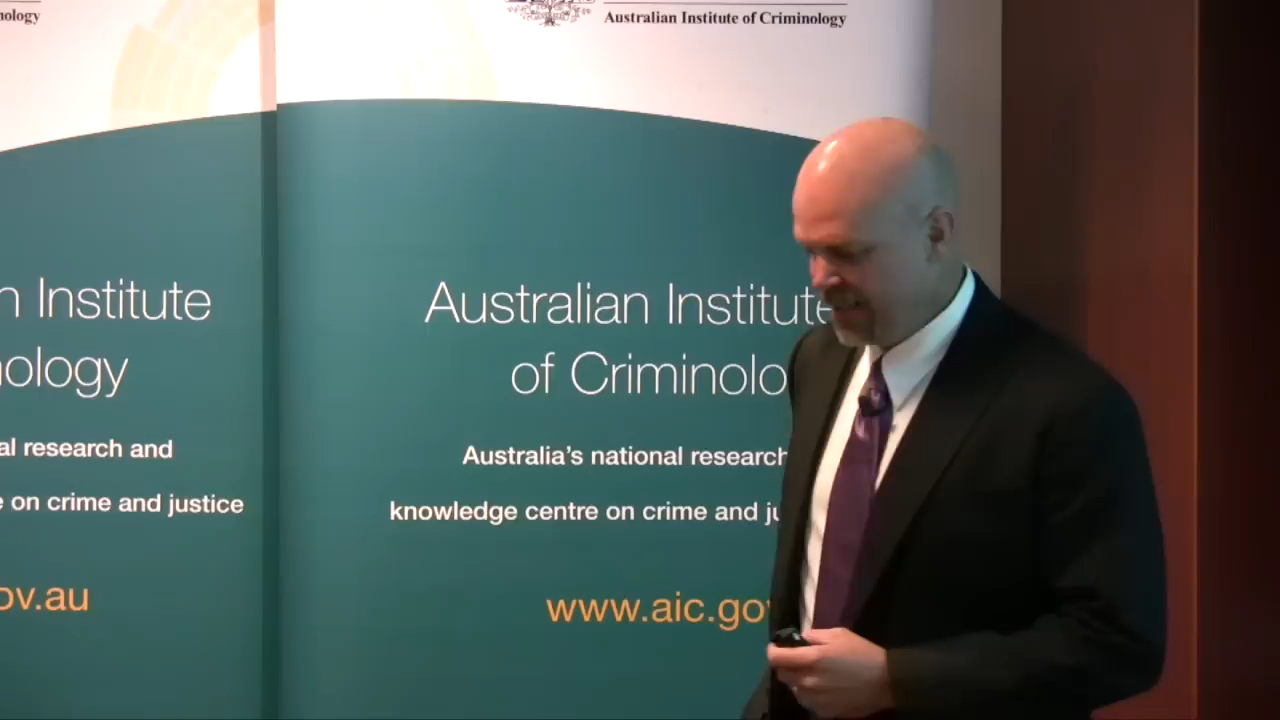 nology
n Institute
nology
al research and
e on crime and justice
ov.au
Australian Institute of Criminology
Australian Institute
of Criminolo
Australia's national research
knowledge centre on crime and ju
www.aic.gov